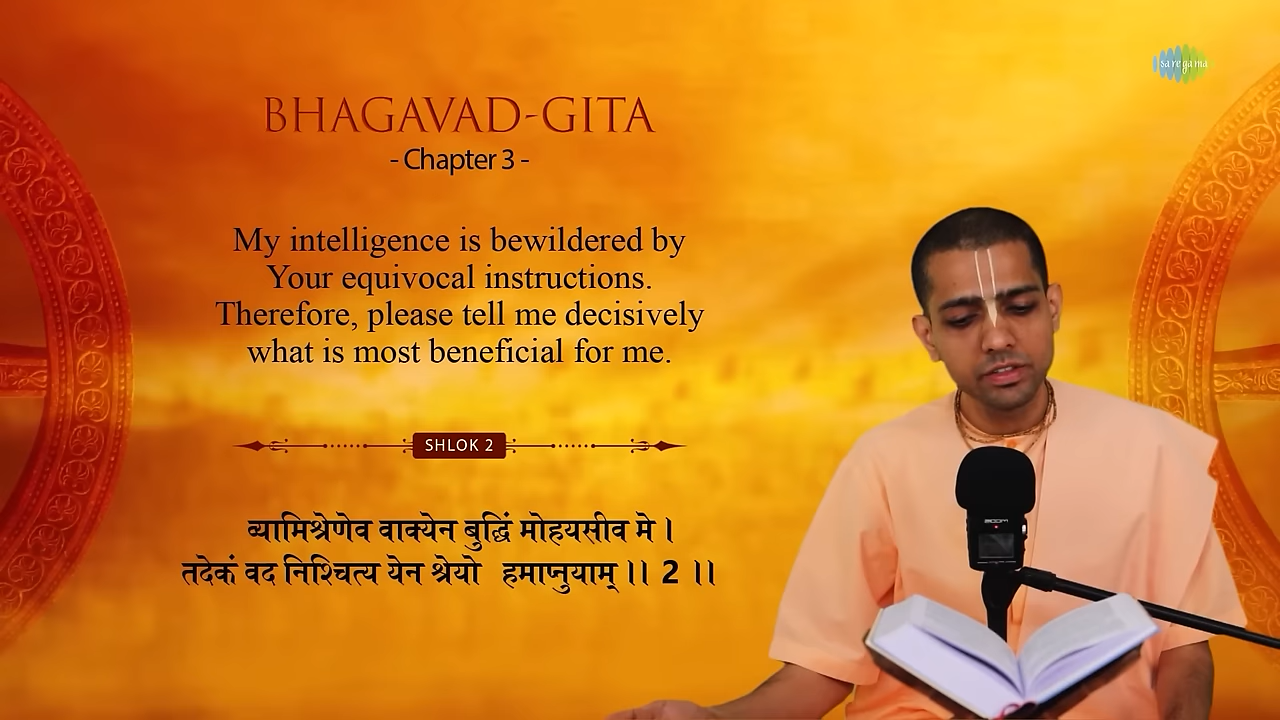 saregama
BHAGAVAD-GITA
- Chapter 3 -
My intelligence is bewildered by
Your equivocal instructions.
Therefore, please tell me decisively
what is most beneficial for me.
SHLOK 2
व्यामिश्रेणेव वाक्येन बुद्धिं मोहयसीव मे ।
तदेकं वद निश्चित्य येन श्रेयो हमाप्नुयाम् ।। 2 ।।
zoom